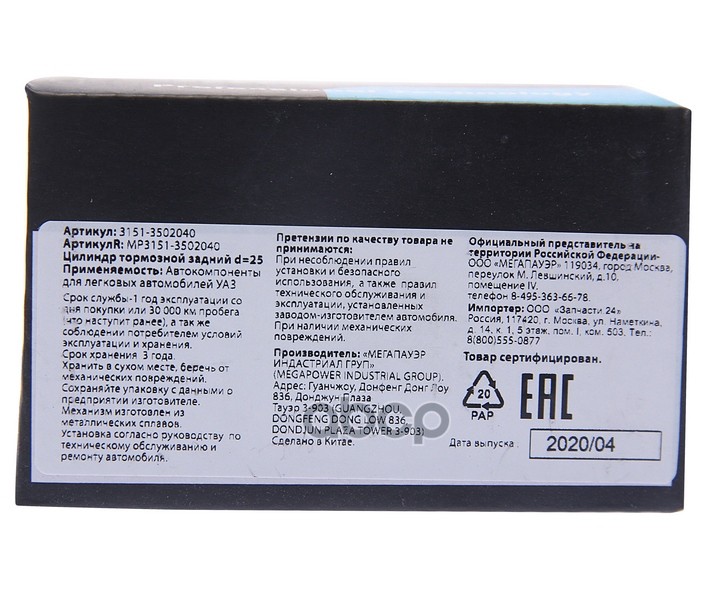 Артикул: 3151-3502040
АртикулR: MP3151-3502040
Цилиндр тормозной задний d=25
Применяемость: Автокомпоненты
для легковых автомобилей УАЗ
Срок службы-1 год эксплуатации со
дня покупки или 30 000 км пробега
(что наступит ранее), а так же
соблюдении потребителем условий
эксплуатации и хранения.
Срок хранения 3 года.
Хранить в сухом месте, беречь от
механических повреждений.
Сохраняйте упаковку с данными о
предприятии изготовителе.
Механизм изготовлен из
металлических сплавов.
Установка согласно руководству по
техническому обслуживанию и
ремонту автомобиля.
Претензии по качеству товара не
принимаются:
При несоблюдении правил
установки и безопасного
использования, а также правил
технического обслуживания и
эксплуатации, установленных
заводом-изготовителем автомобиля.
При наличии механических
повреждений.
Производитель: «МЕГАПАУЭР
ИНДАСТРИАЛ ГРУП»
(MEGAPOWER INDUSTRIAL GROUP).
Адрес: Гуанчжоу, Донфенг Донг Лоу
836, Донджун Плаза
Тауэр 3-903 (GUANGZHOU,
DONGFENG DONG LOW 836,
DONDJUN PLAZA TOWER 3-903)
Сделано в Китае.
Официальный представитель на
территории Российской Федерации-
ООО «МЕГАПАУЭР» 119034, город Москва,
переулок М. Левшинский, д.10,
помещение IV,
телефон 8-495-363-66-78.
Импортер: ООО «Запчасти 24»
Россия, 117420, г. Москва, ул. Наметкина,
д. 14, к. 1, 5 этаж, пом. I, ком. 503. Тел.:
8(800)555-0877
Товар сертифицирован.
20
PAP
EAC
Дата выпуска
2020/04